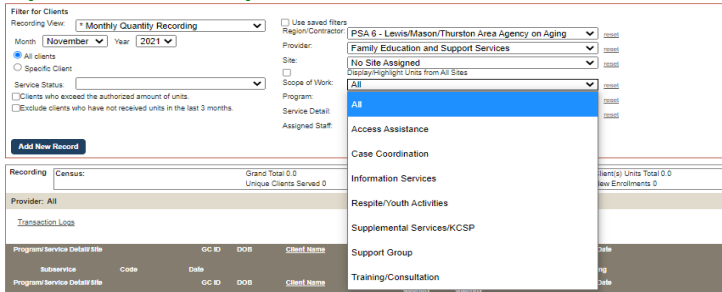 Filter for Clients
Recording View: * Monthly Quantity Recording
Month November Year 2021
All clients
Specific Client
Service Status:
Clients who exceed the authorized amount of units.
Exclude clients who have not received units in the last 3 months.
Add New Record
Use saved filters
Region/Contractor: PSA 6 - Lewis/Mason/Thurston Area Agency on Aging reset
Provider: Family Education and Support Services reset
Site: No Site Assigned reset
Display/Highlight Units from All Sites
Scope of Work: All reset
Program: reset
Service Detail: reset
Assigned Staff:
All
Access Assistance
Case Coordination
Information Services
Respite/Youth Activities
Supplemental Services/KCSP
Support Group
Training/Consultation
Recording Census: Grand Total 0.0 Client(s) Units Total 0.0
Unique Clients Served 0 New Enrollments 0
Provider: All
Transaction Logs
Program/Service Detail/Site GC ID DOB Client Name Date
Subservice Code Date
Program/Service Detail/Site GC ID DOB Client Name Date